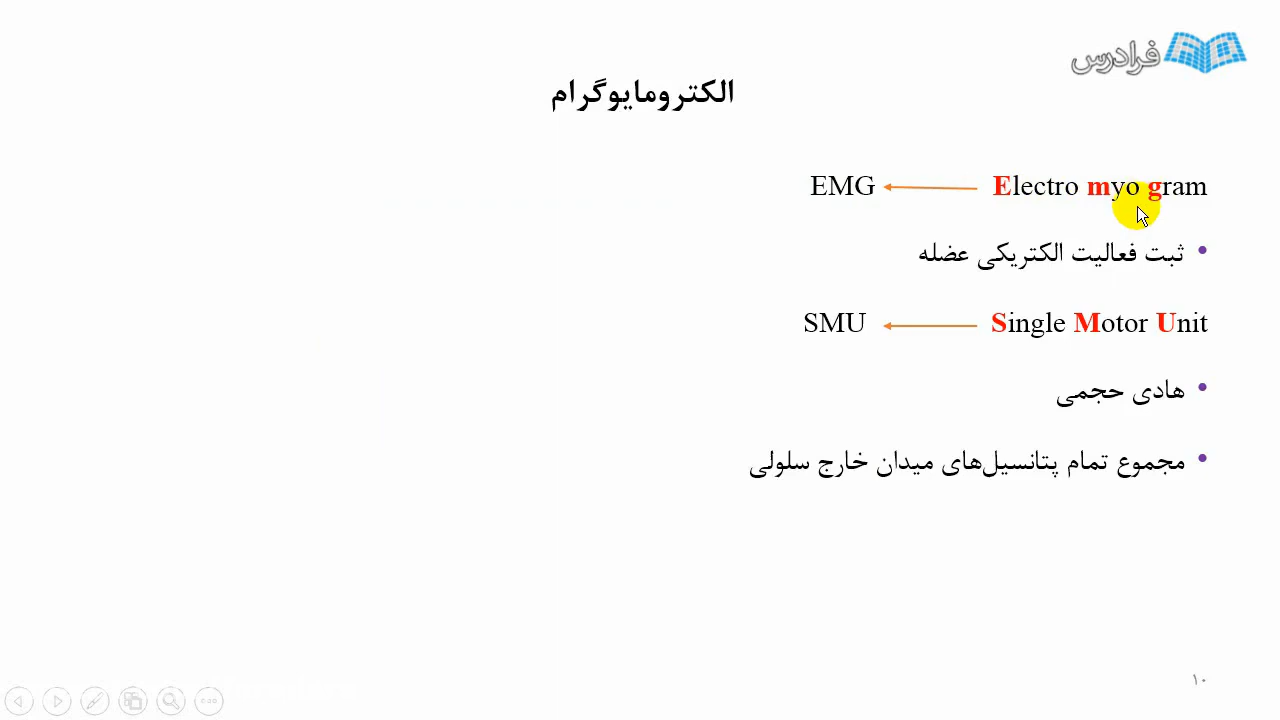 فرادرس
الکترومایوگرام
Electro myo gram EMG
• ثبت فعالیت الکتریکی عضله
Single Motor Unit SMU
• هادی حجمی
• مجموع تمام پتانسیل‌های میدان خارج سلولی
۱۰